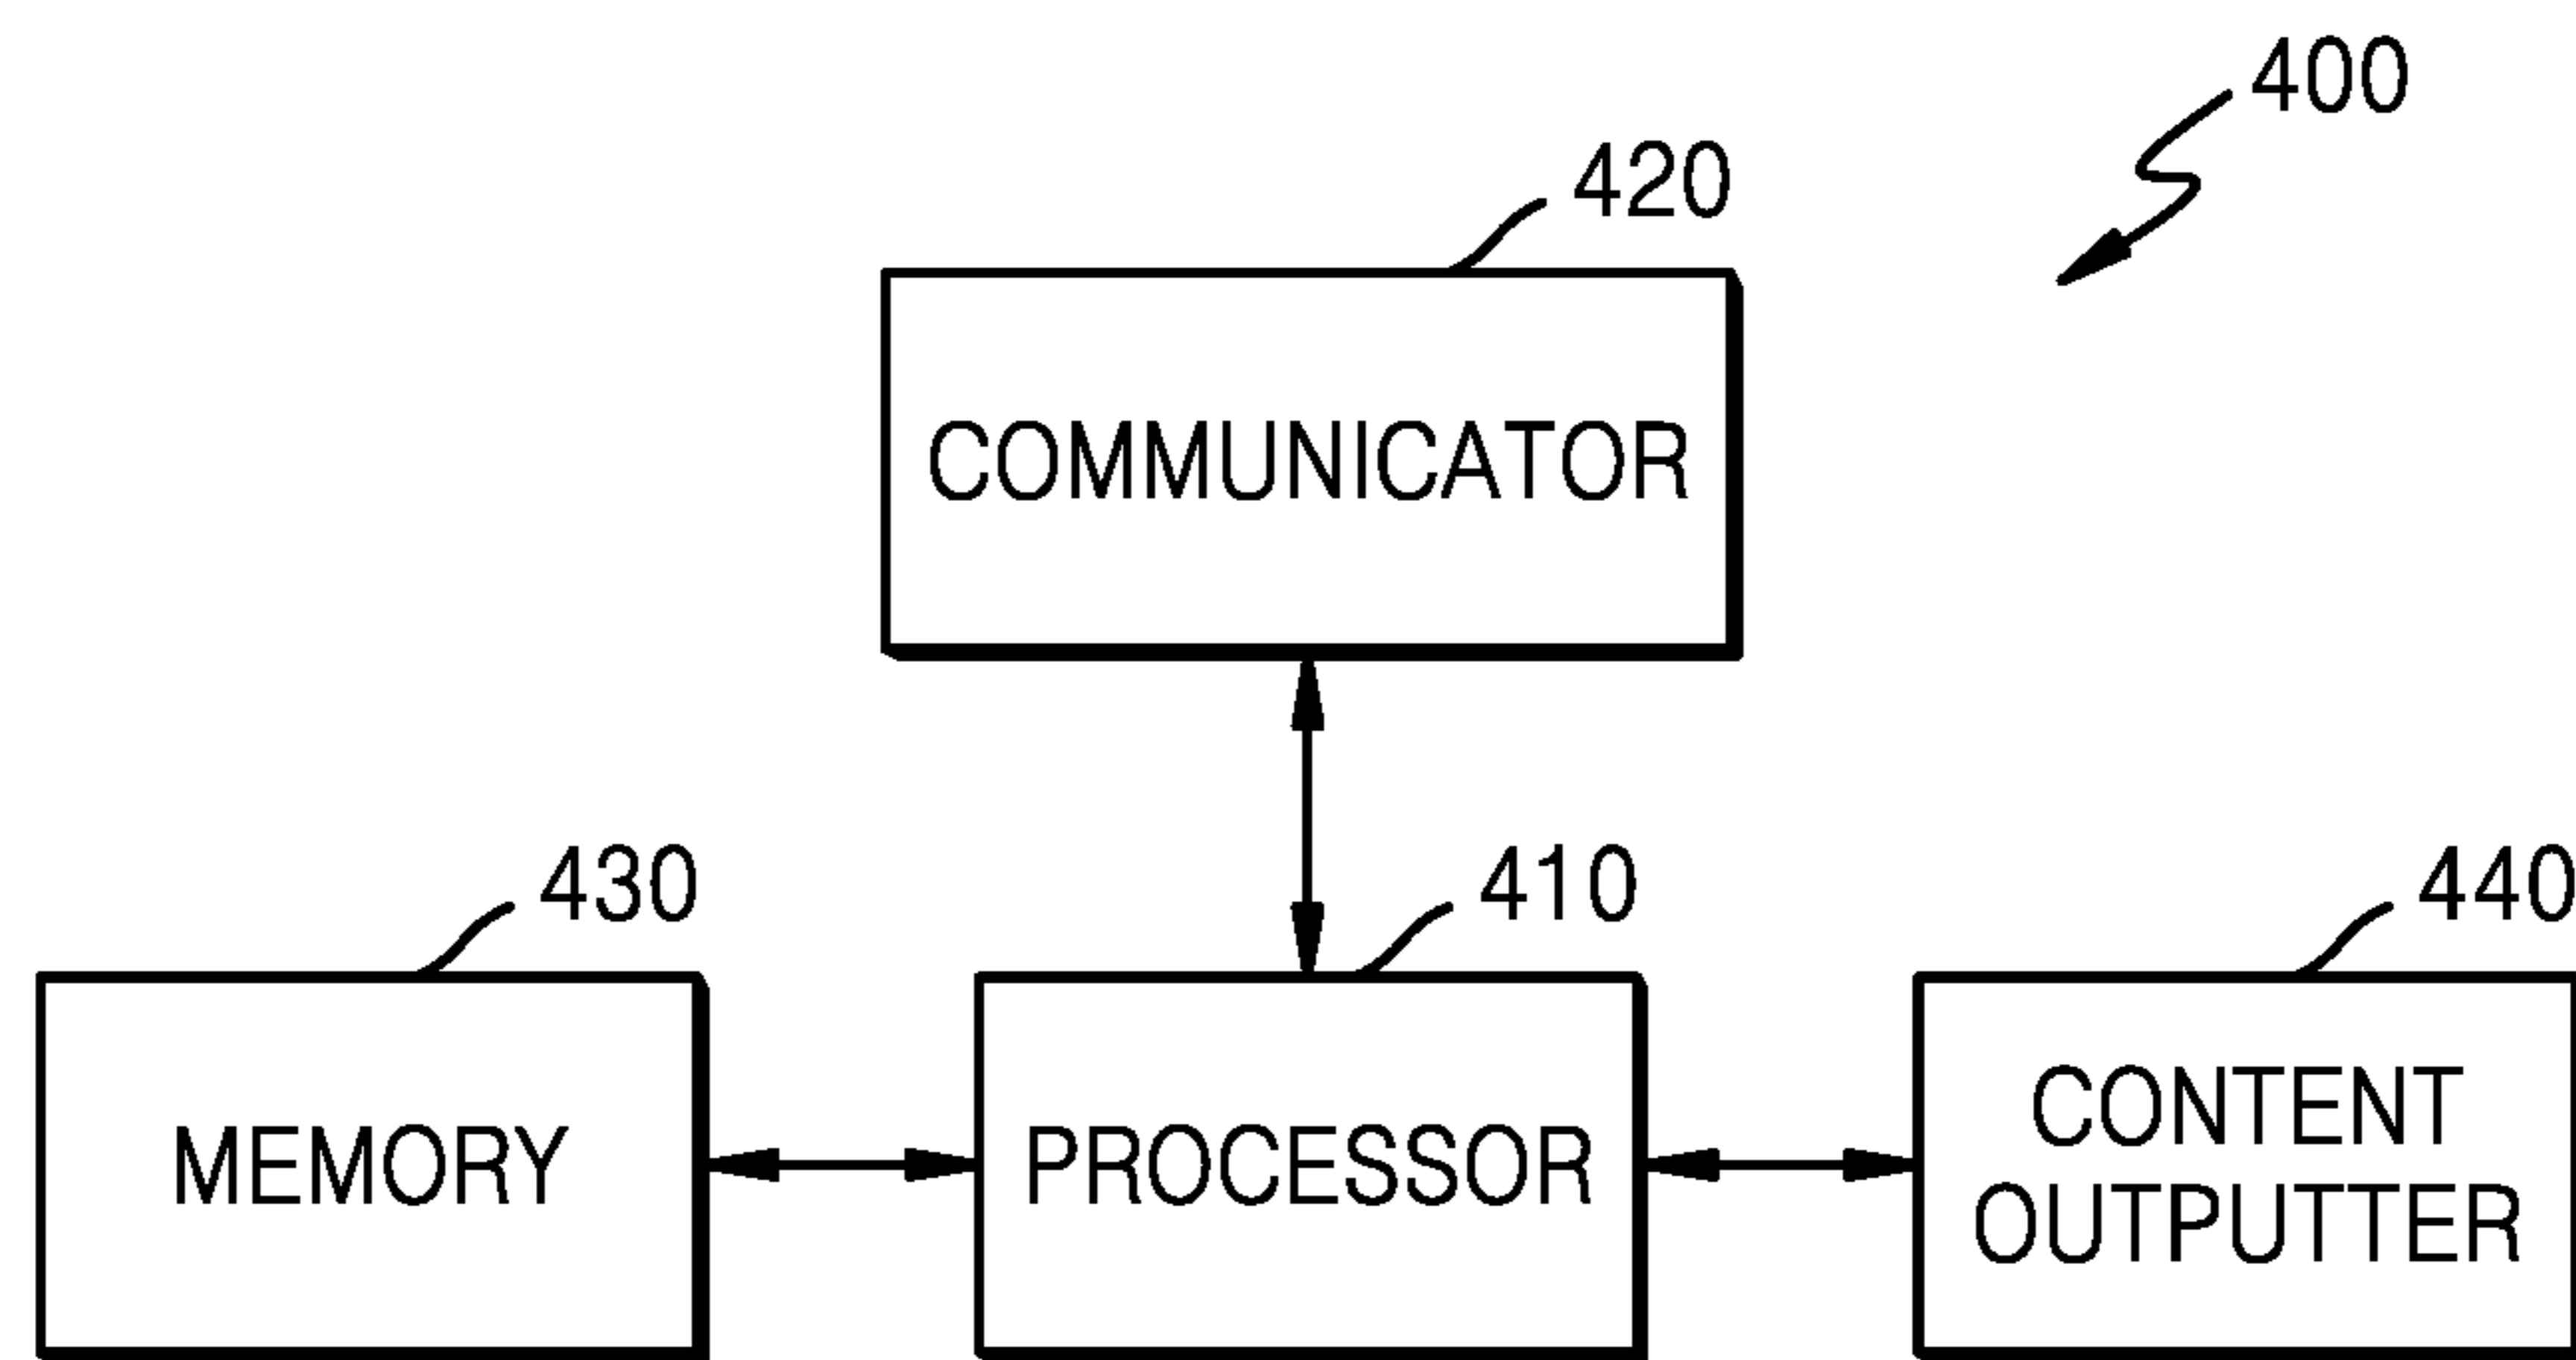 400
420
COMMUNICATOR
430
410
440
MEMORY
PROCESSOR
CONTENT
OUTPUTTER